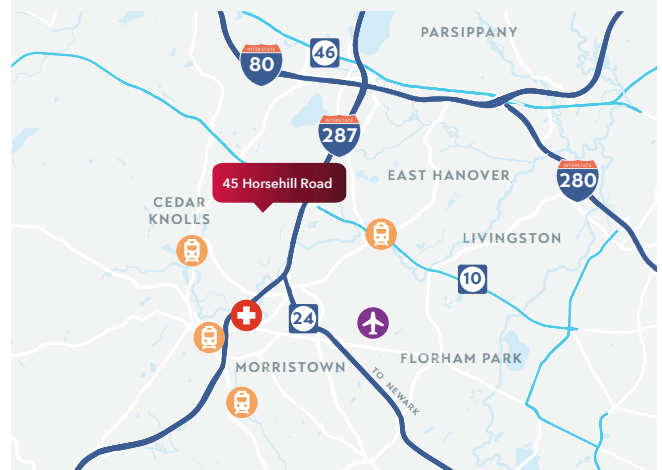 PARSIPPANY
46
INTERSTATE
80
INTERSTATE
287
45 Horsehill Road
EAST HANOVER
INTERSTATE
280
CEDAR
KNOLLS
LIVINGSTON
10
24
MORRISTOWN
FLORHAM PARK
TO NEWARK